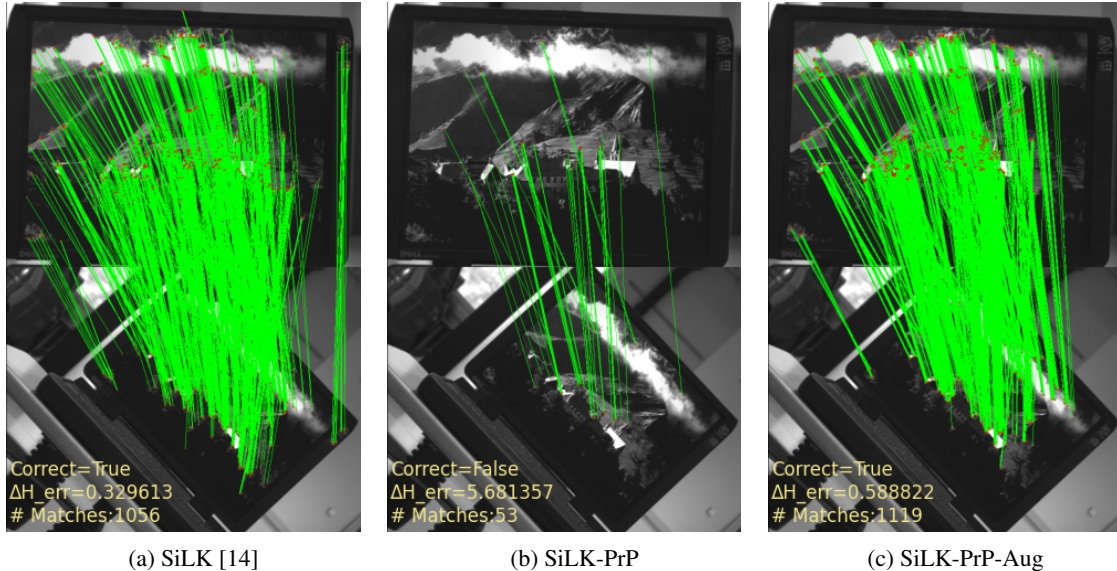 Correct=True
ΔH_err=0.329613
# Matches:1056
(a) SiLK [14]
Correct=False
ΔH_err=5.681357
# Matches:53
(b) SiLK-PrP
Correct=True
ΔH_err=0.588822
# Matches:1119
(c) SiLK-PrP-Aug